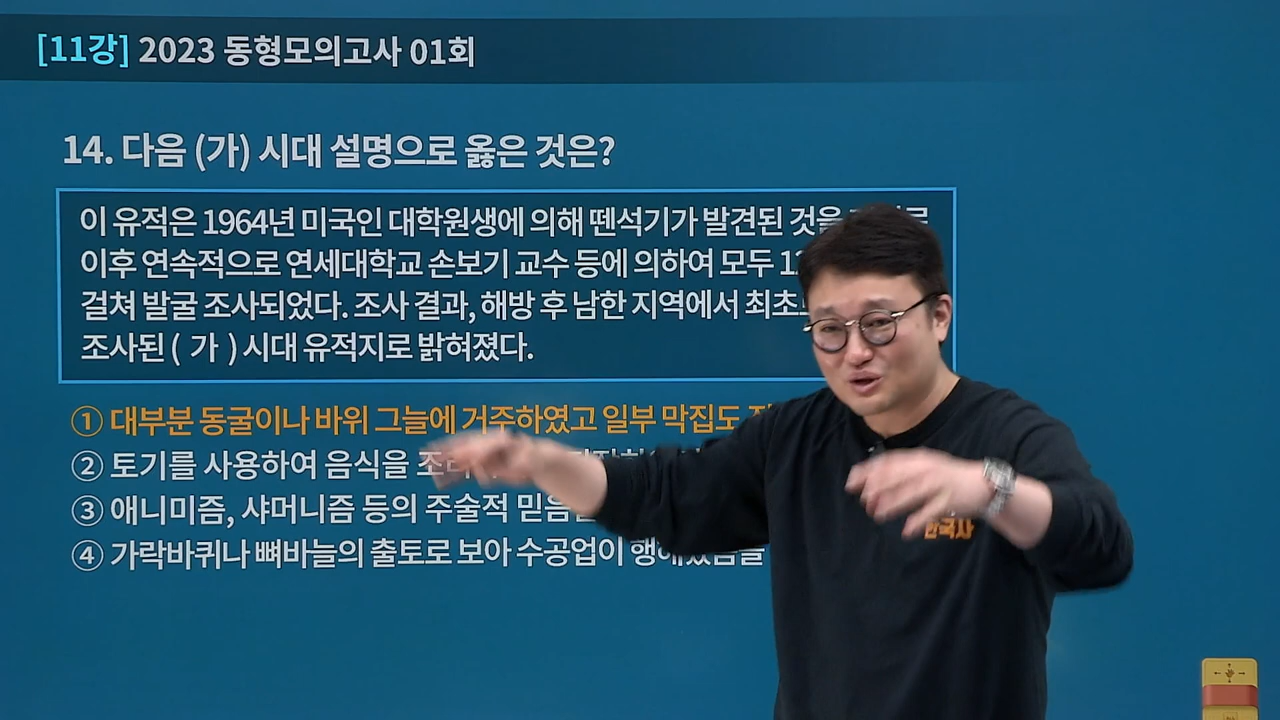 [11강] 2023 동형모의고사 01회
14. 다음 (가) 시대 설명으로 옳은 것은?
이 유적은 1964년 미국인 대학원생에 의해 뗀석기가 발견된 것을
이후 연속적으로 연세대학교 손보기 교수 등에 의하여 모두
걸쳐 발굴 조사되었다. 조사 결과, 해방 후 남한 지역에서
조사된 ( 가 ) 시대 유적지로 밝혀졌다.
① 대부분 동굴이나 바위 그늘에 거주하였고 일부 막집도
② 토기를 사용하여 음식을
③ 애니미즘, 샤머니즘 등의 주술적
④ 가락바퀴나 뼈바늘의 출토로 보아 수공업이
한국사